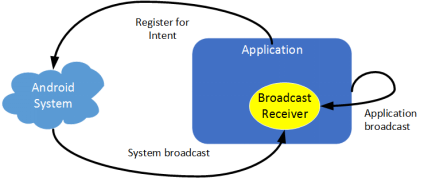 Register for
Intent
Application
Android
System
Broadcast
Receiver
Application
broadcast
System broadcast